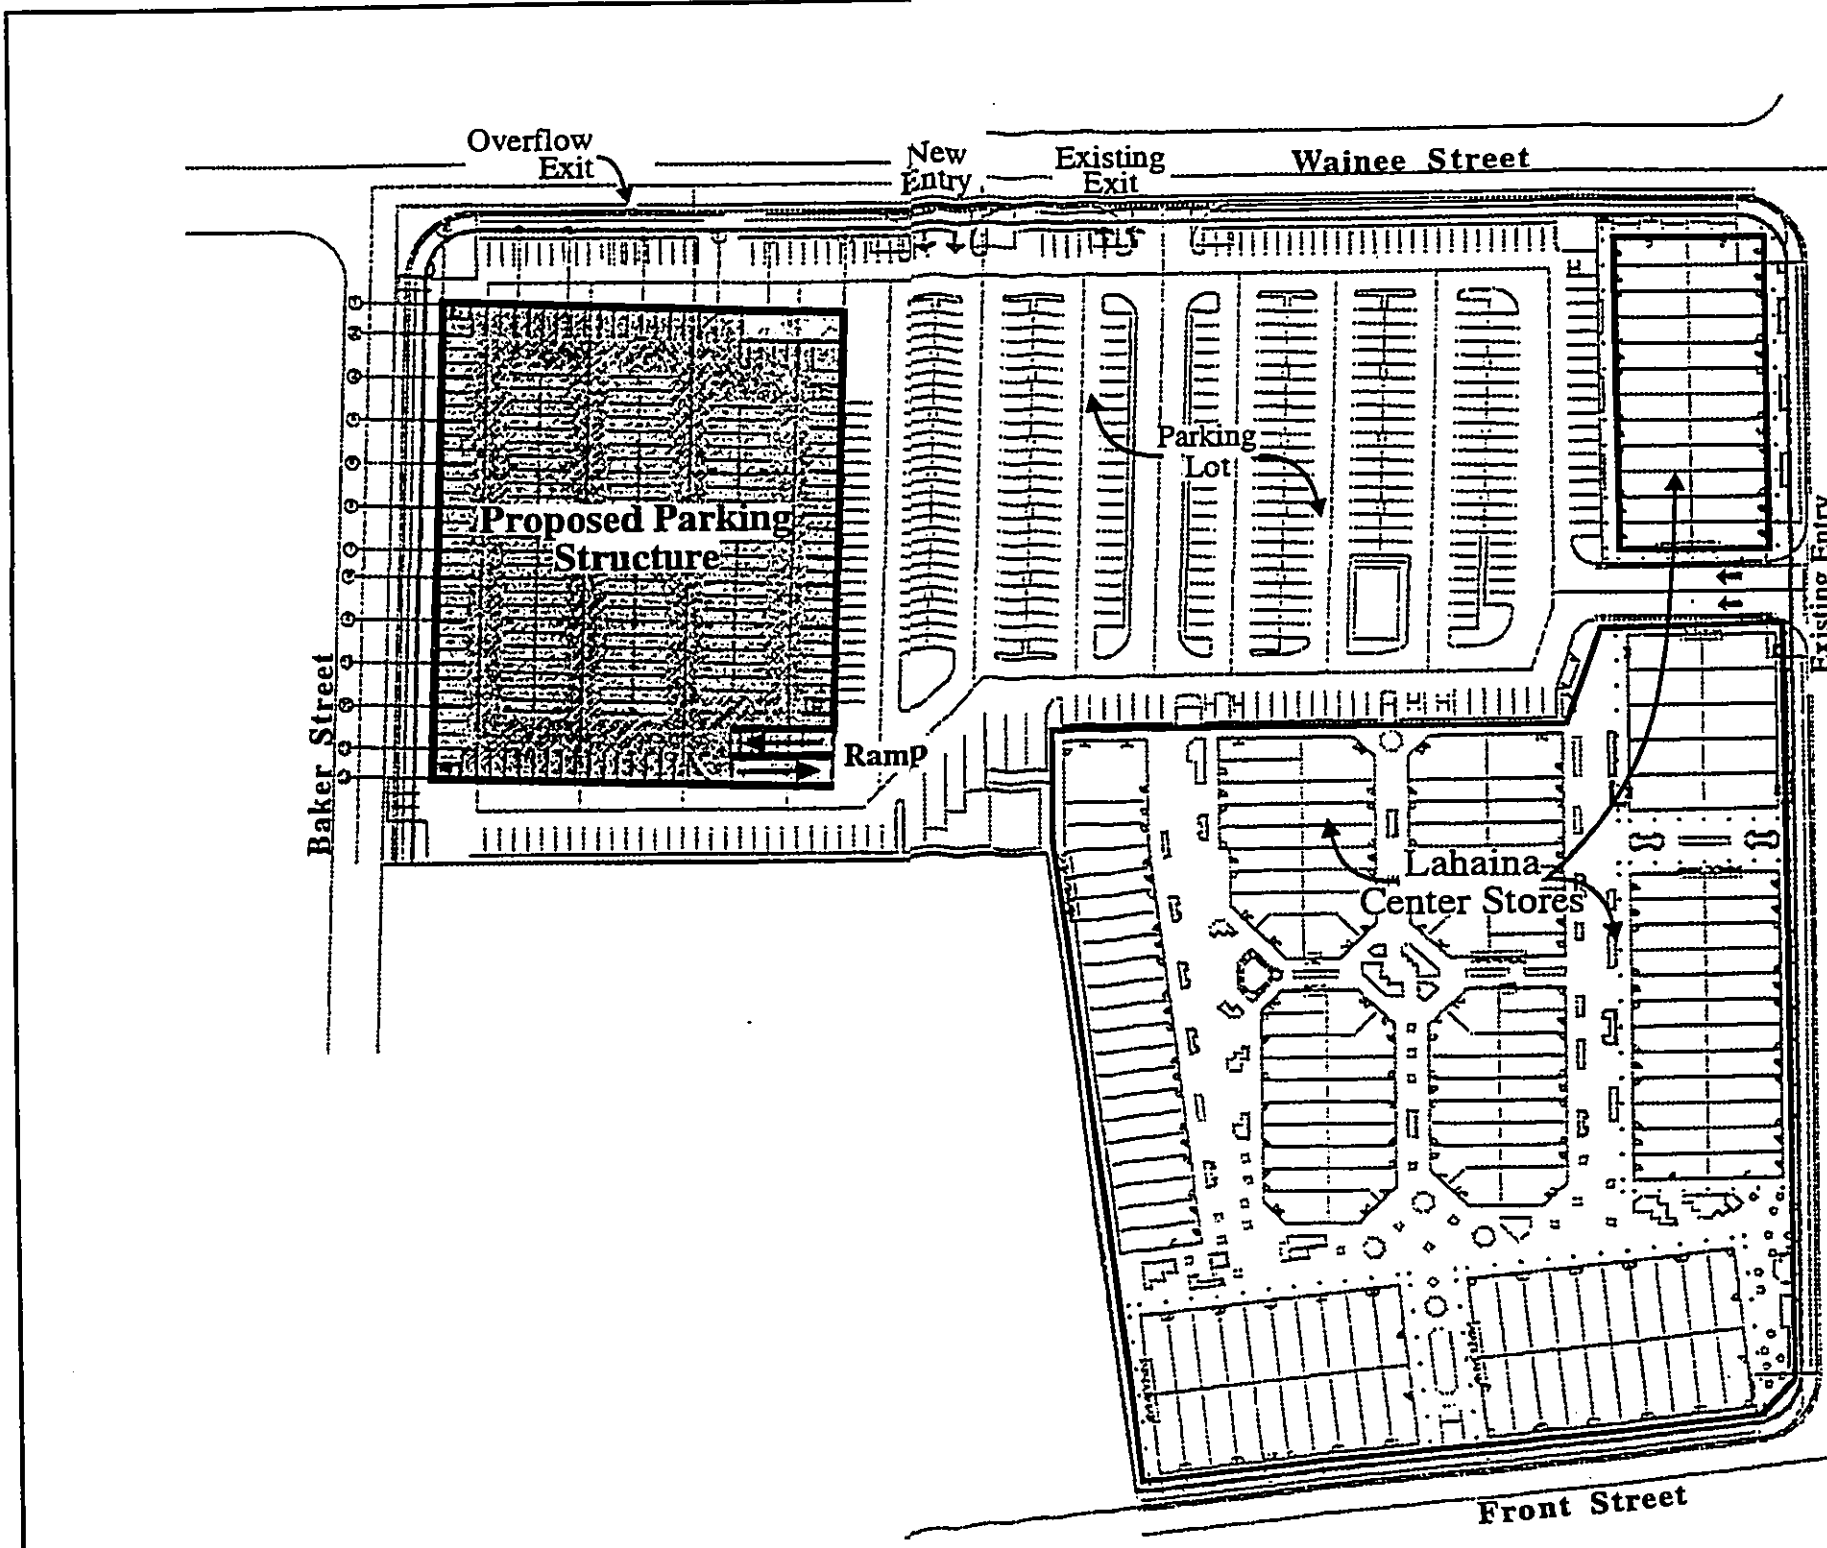 Overflow
Exit
New
Entry
Existing
Exit
Wainee Street
Parking
Lot
Proposed Parking
Structure
Existing Entry
Baker Street
Ramp
Lahaina
Center Stores
Front Street